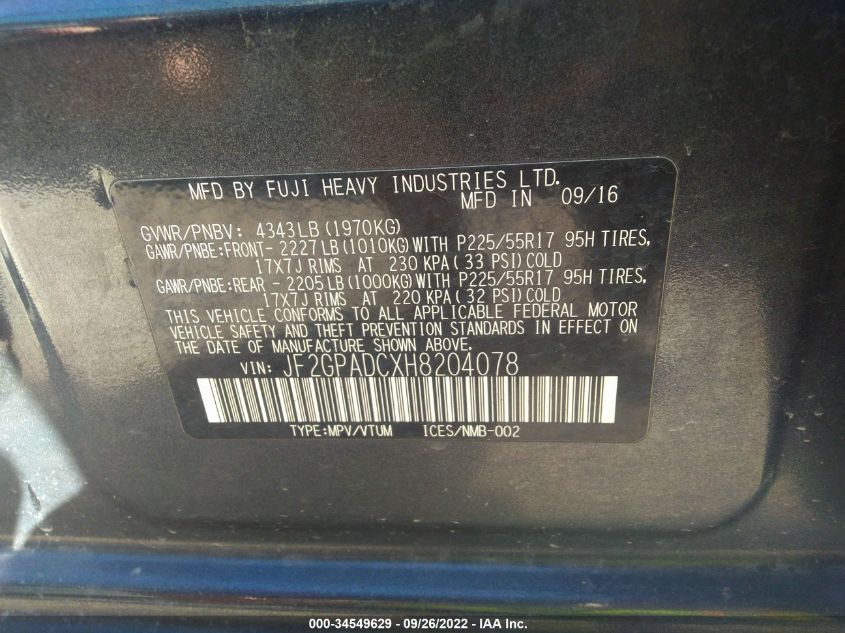 MFD BY FUJI HEAVY INDUSTRIES LTD.
MFD IN 09/16
GVWR/PNBV: 4343LB (1970KG)
GAWR/PNBE:FRONT- 2227LB(1010KG) WITH P225/55R17 95H TIRES,
17X7J RIMS AT 230 KPA ( 33 PSI) COLD
GAWR/PNBE:REAR - 2205LB (1000KG) WITH P225/55R17 95H TIRES,
17X7J RIMS AT 220 KPA ( 32 PSI) COLD
THIS VEHICLE CONFORMS TO ALL APPLICABLE FEDERAL MOTOR
VEHICLE SAFETY AND THEFT PREVENTION STANDARDS IN EFFECT ON
THE DATE OF MANUFACTURE SHOWN ABOVE.
VIN: JF2GPADCXH8204078
TYPE:MPV/VTUM ICES/NMB-002
000-34549629 - 09/26/2022 - © IAA